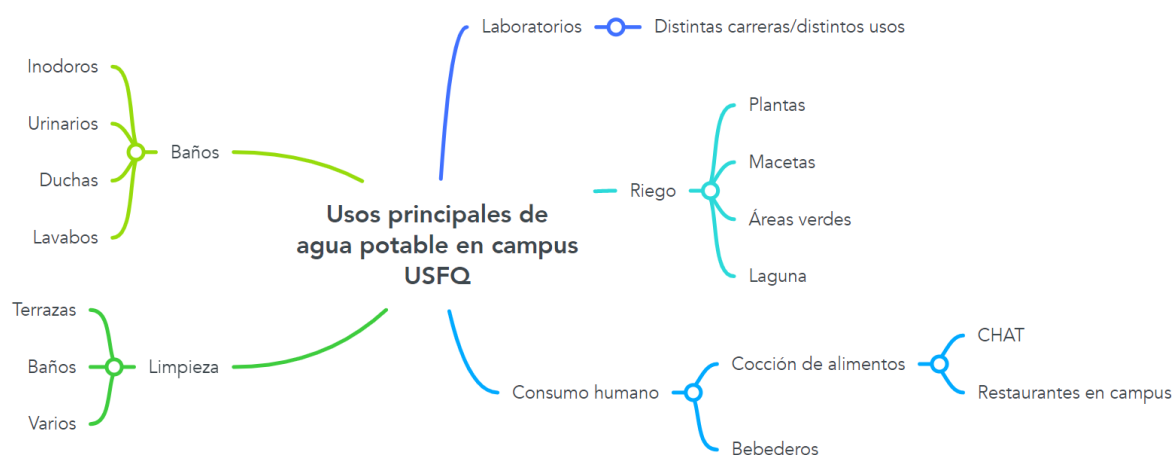 Usos principales de
agua potable en campus
USFQ
Laboratorios
Distintas carreras/distintos usos
Riego
Plantas
Macetas
Áreas verdes
Laguna
Consumo humano
Cocción de alimentos
CHAT
Restaurantes en campus
Bebederos
Baños
Inodoros
Urinarios
Duchas
Lavabos
Limpieza
Terrazas
Baños
Varios